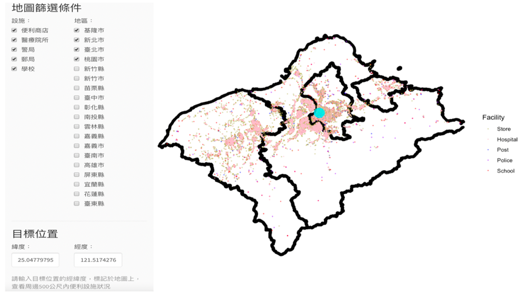 地圖篩選條件
設施：
便利商店
醫療院所
警局
郵局
學校
地區：
基隆市
新北市
臺北市
桃園市
新竹縣
新竹市
苗栗縣
臺中市
彰化縣
南投縣
雲林縣
嘉義縣
嘉義市
臺南市
高雄市
屏東縣
宜蘭縣
花蓮縣
臺東縣
Facility
Store
Hospital
Post
Police
School
目標位置
緯度：
經度：
25.04779795
121.5174276
請輸入目標位置的經緯度，標記於地圖上，
查看周邊500公尺內便利設施狀況